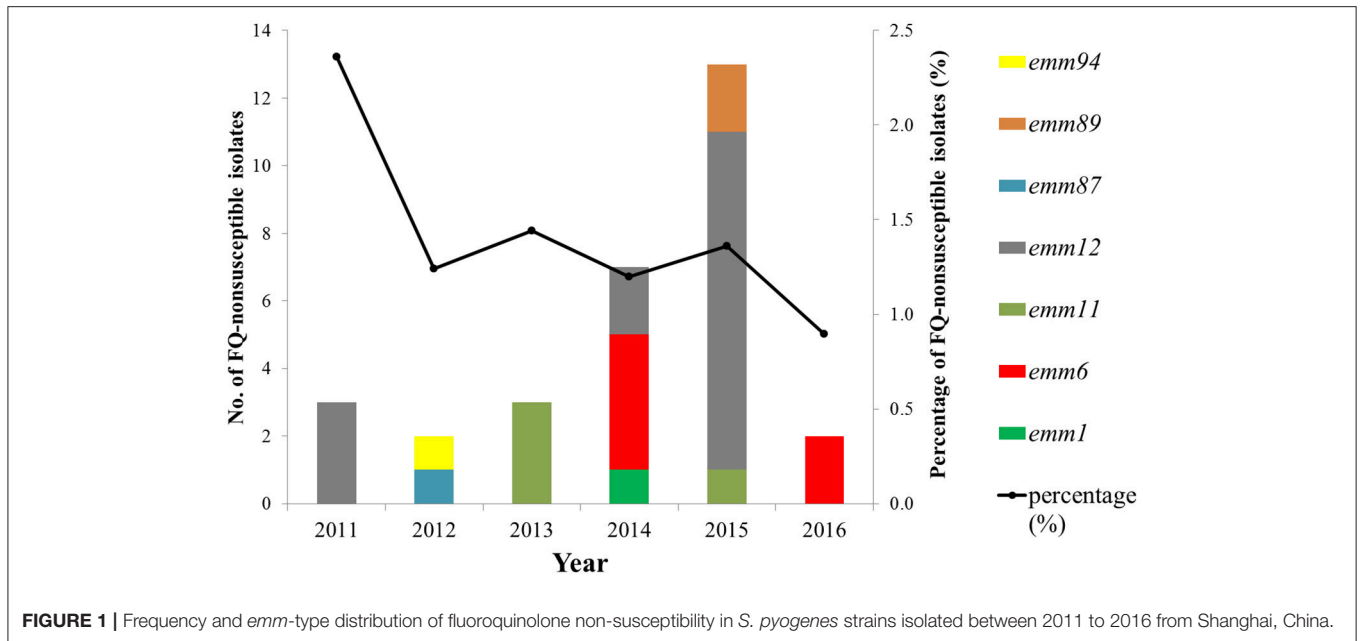 No. of FQ-nonsusceptible isolates
14
12
10
8
6
4
2
0
2011 2012 2013 2014 2015 2016
Year
2.5
2.0
1.5
1.0
0.5
0.0
Percentage of FQ-nonsusceptible isolates (%)
emm94
emm89
emm87
emm12
emm11
emm6
emm1
percentage
(%)
FIGURE 1 | Frequency and emm-type distribution of fluoroquinolone non-susceptibility in S. pyogenes strains isolated between 2011 to 2016 from Shanghai, China.